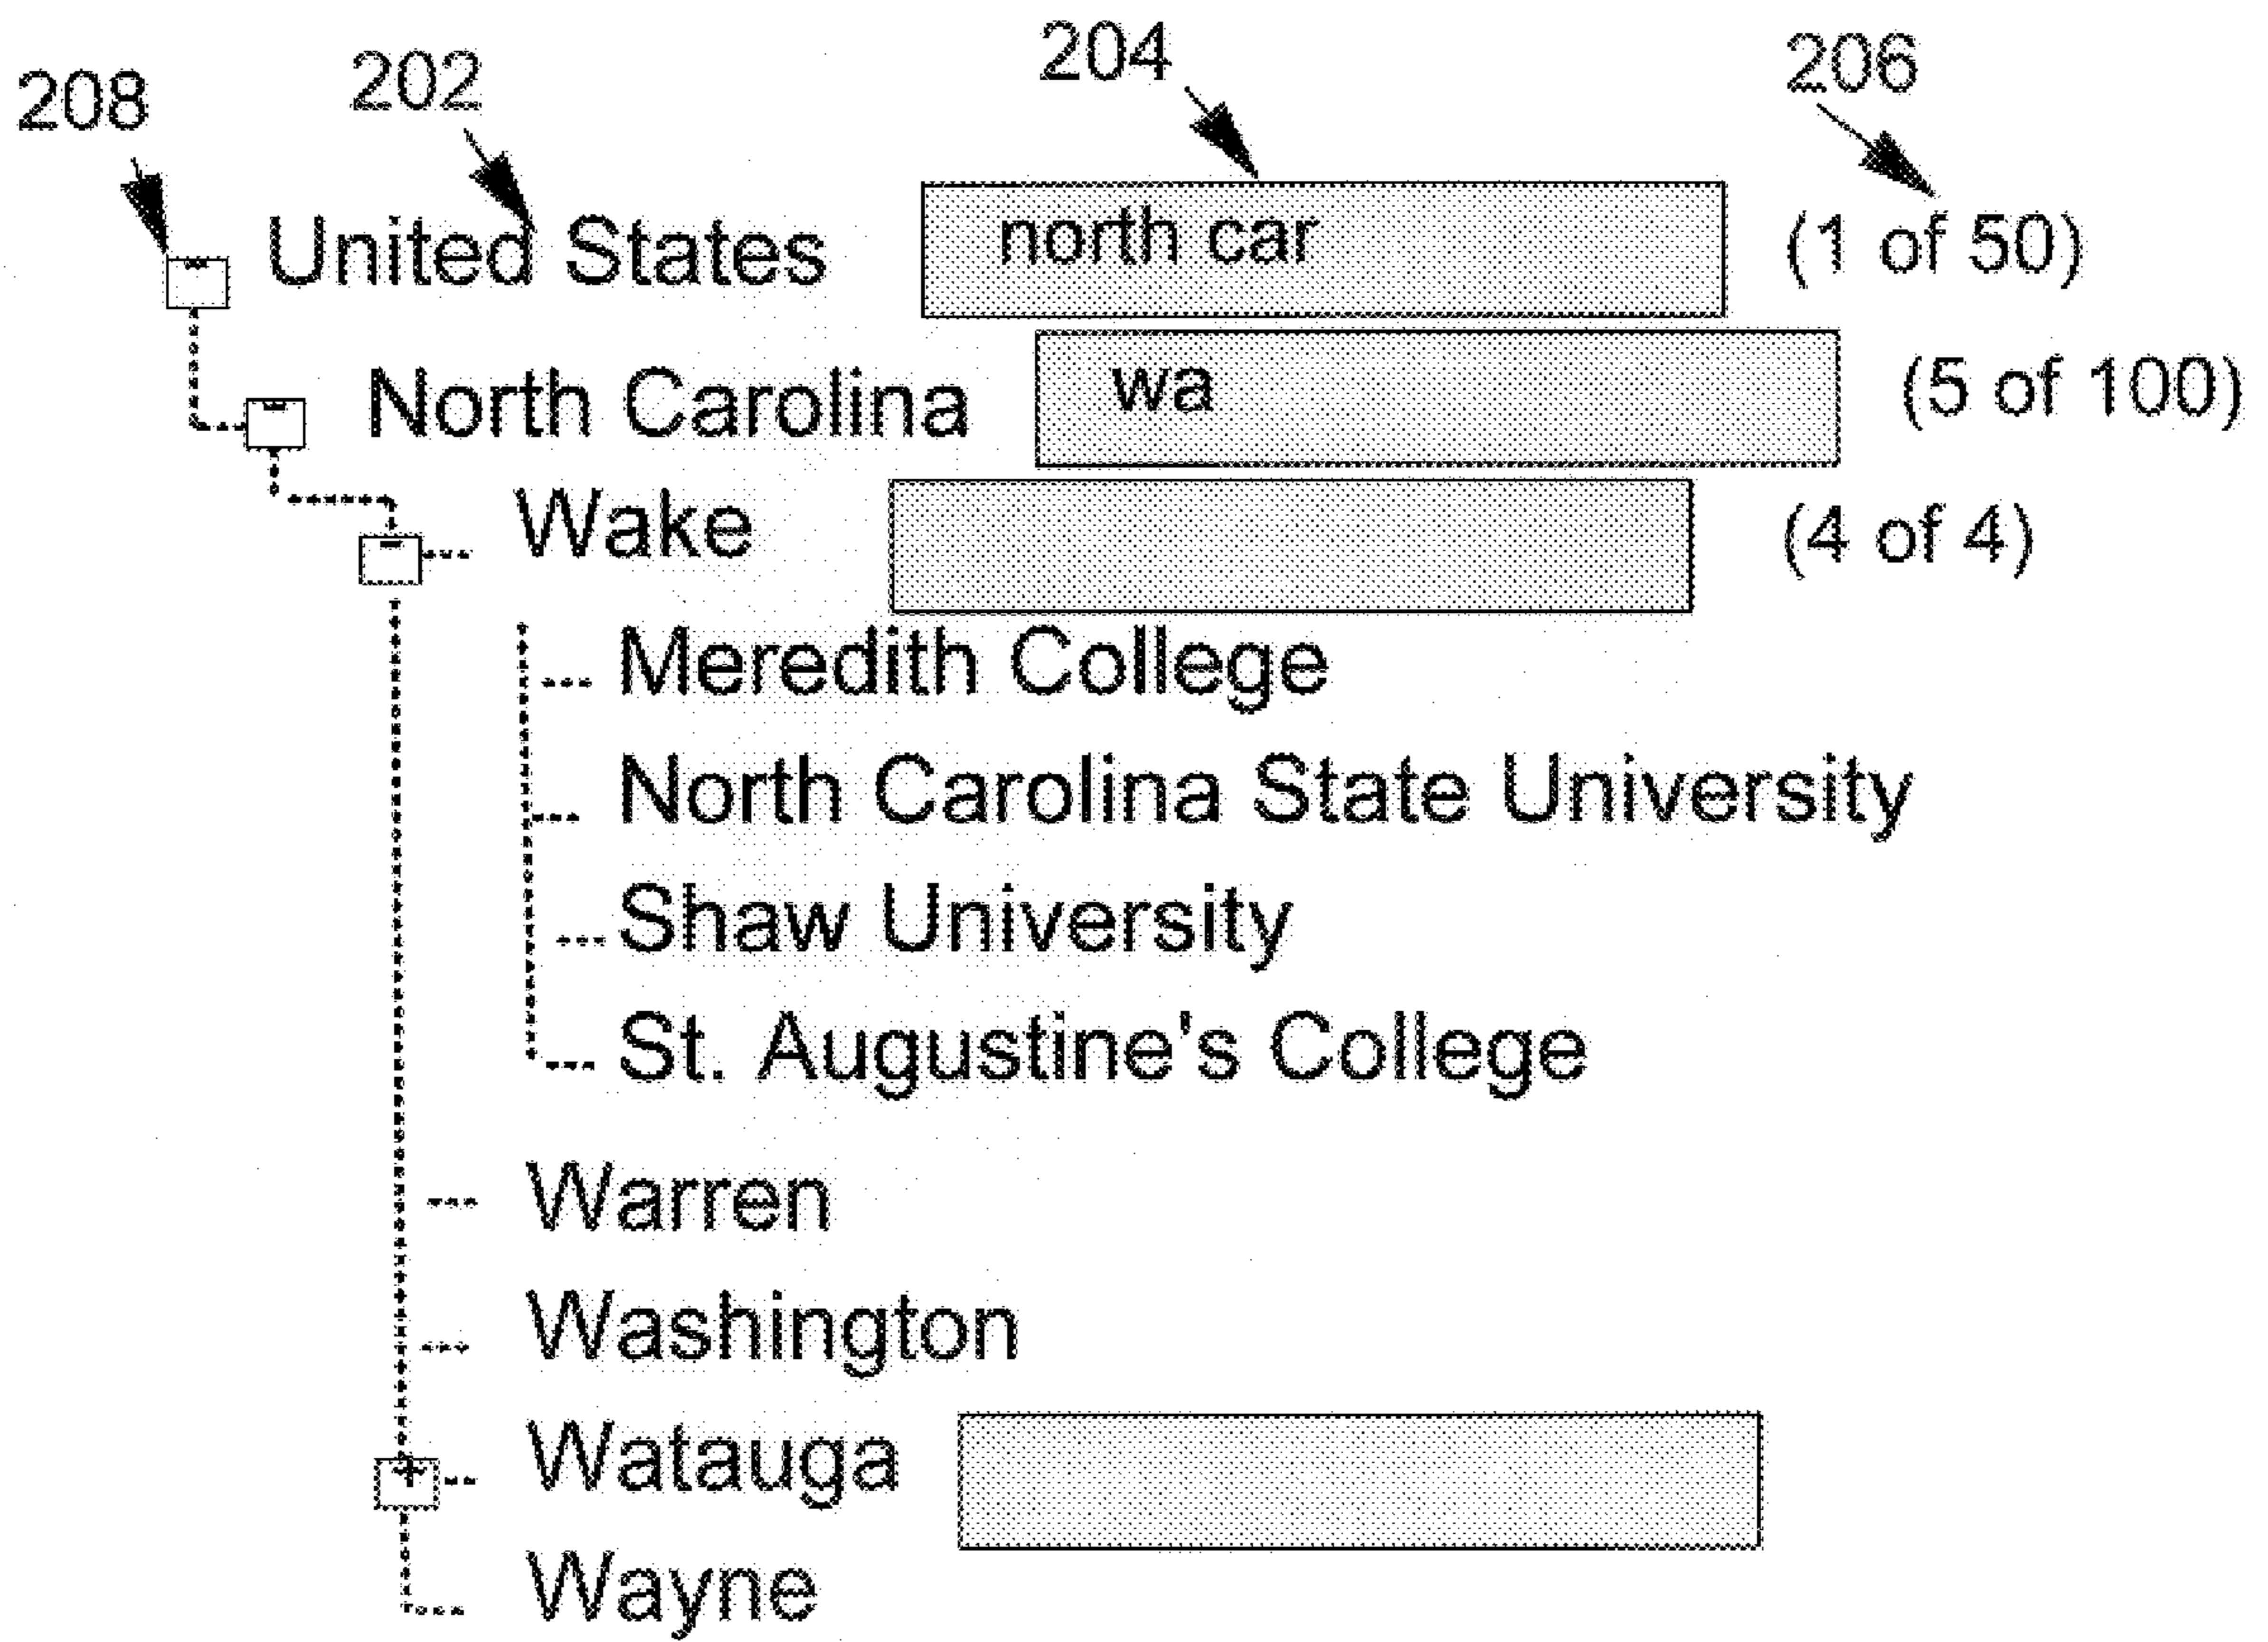 208 202 204 206
United States north car (1 of 50)
North Carolina wa (5 of 100)
Wake (4 of 4)
Meredith College
North Carolina State University
Shaw University
St. Augustine's College
Warren
Washington
Watauga
Wayne